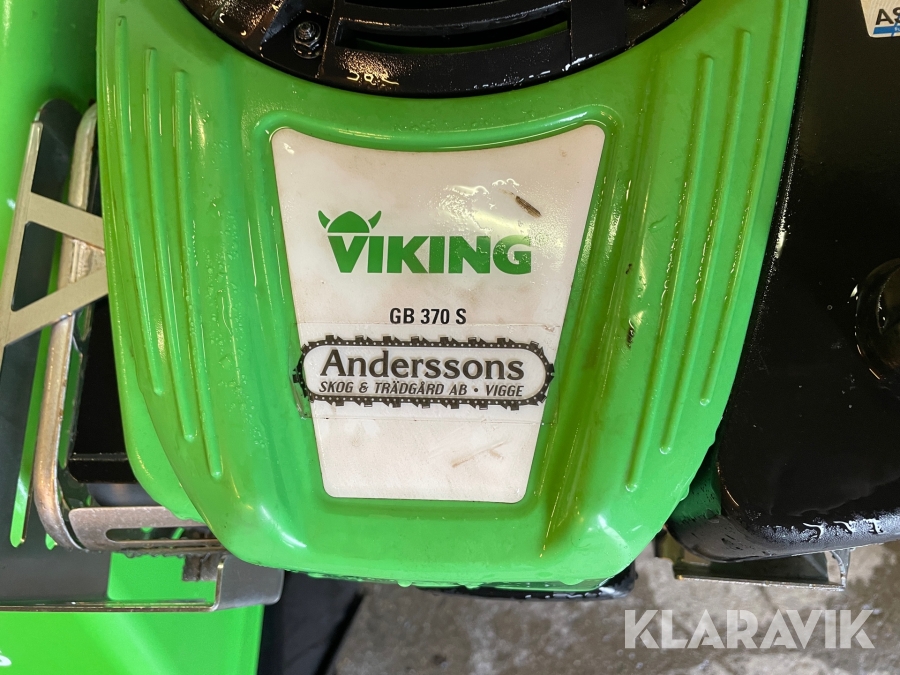 VIKING
GB 370 S
Anderssons
SKOG & TRÄDGÅRD AB • VIGGE
KLARAVIK